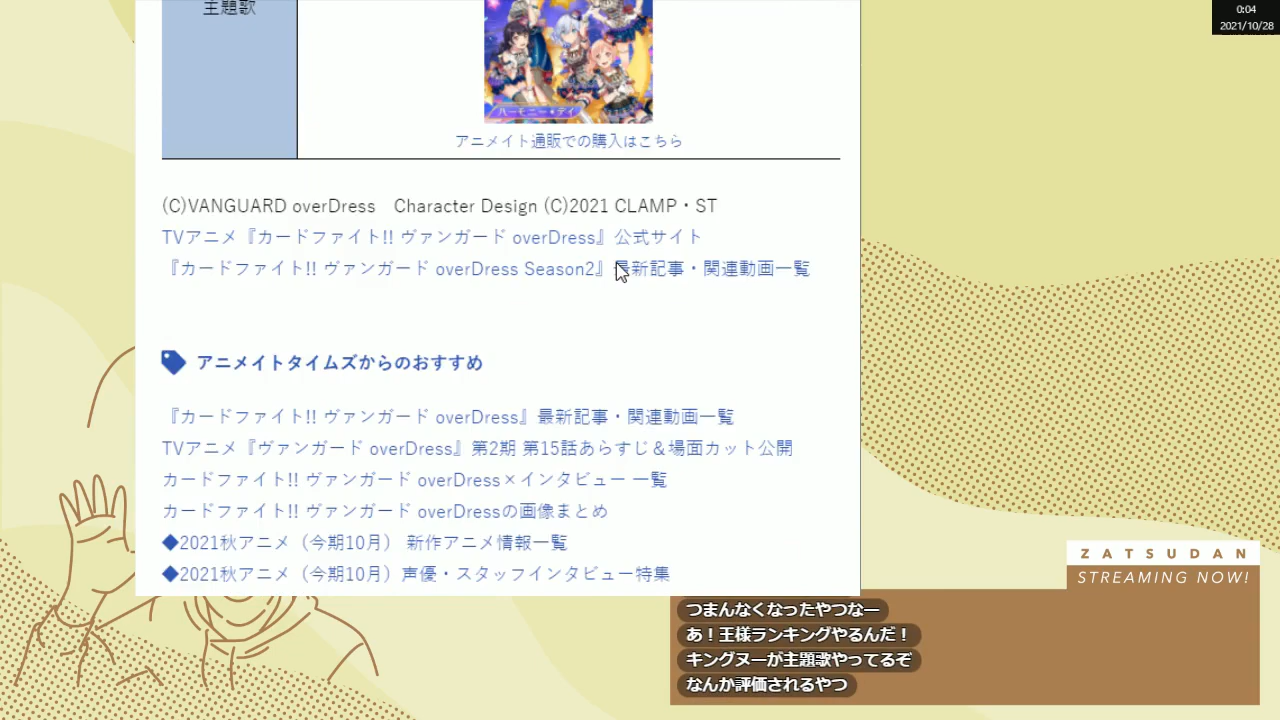 0:04
2021/10/28
主題歌
ハーモニー・デイ
アニメイト通販での購入はこちら
(C)VANGUARD overDress　Character Design (C)2021 CLAMP・ST
TVアニメ『カードファイト!! ヴァンガード overDress』公式サイト
『カードファイト!! ヴァンガード overDress Season2』最新記事・関連動画一覧
アニメイトタイムズからのおすすめ
『カードファイト!! ヴァンガード overDress』最新記事・関連動画一覧
TVアニメ『ヴァンガード overDress』第2期 第15話あらすじ＆場面カット公開
カードファイト!! ヴァンガード overDress×インタビュー 一覧
カードファイト!! ヴァンガード overDressの画像まとめ
◆2021秋アニメ（今期10月） 新作アニメ情報一覧
◆2021秋アニメ（今期10月）声優・スタッフインタビュー特集
ZATSUDAN
STREAMING NOW!
つまんなくなったやつなー
あ！王様ランキングやるんだ！
キングヌーが主題歌やってるぞ
なんか評価されるやつ